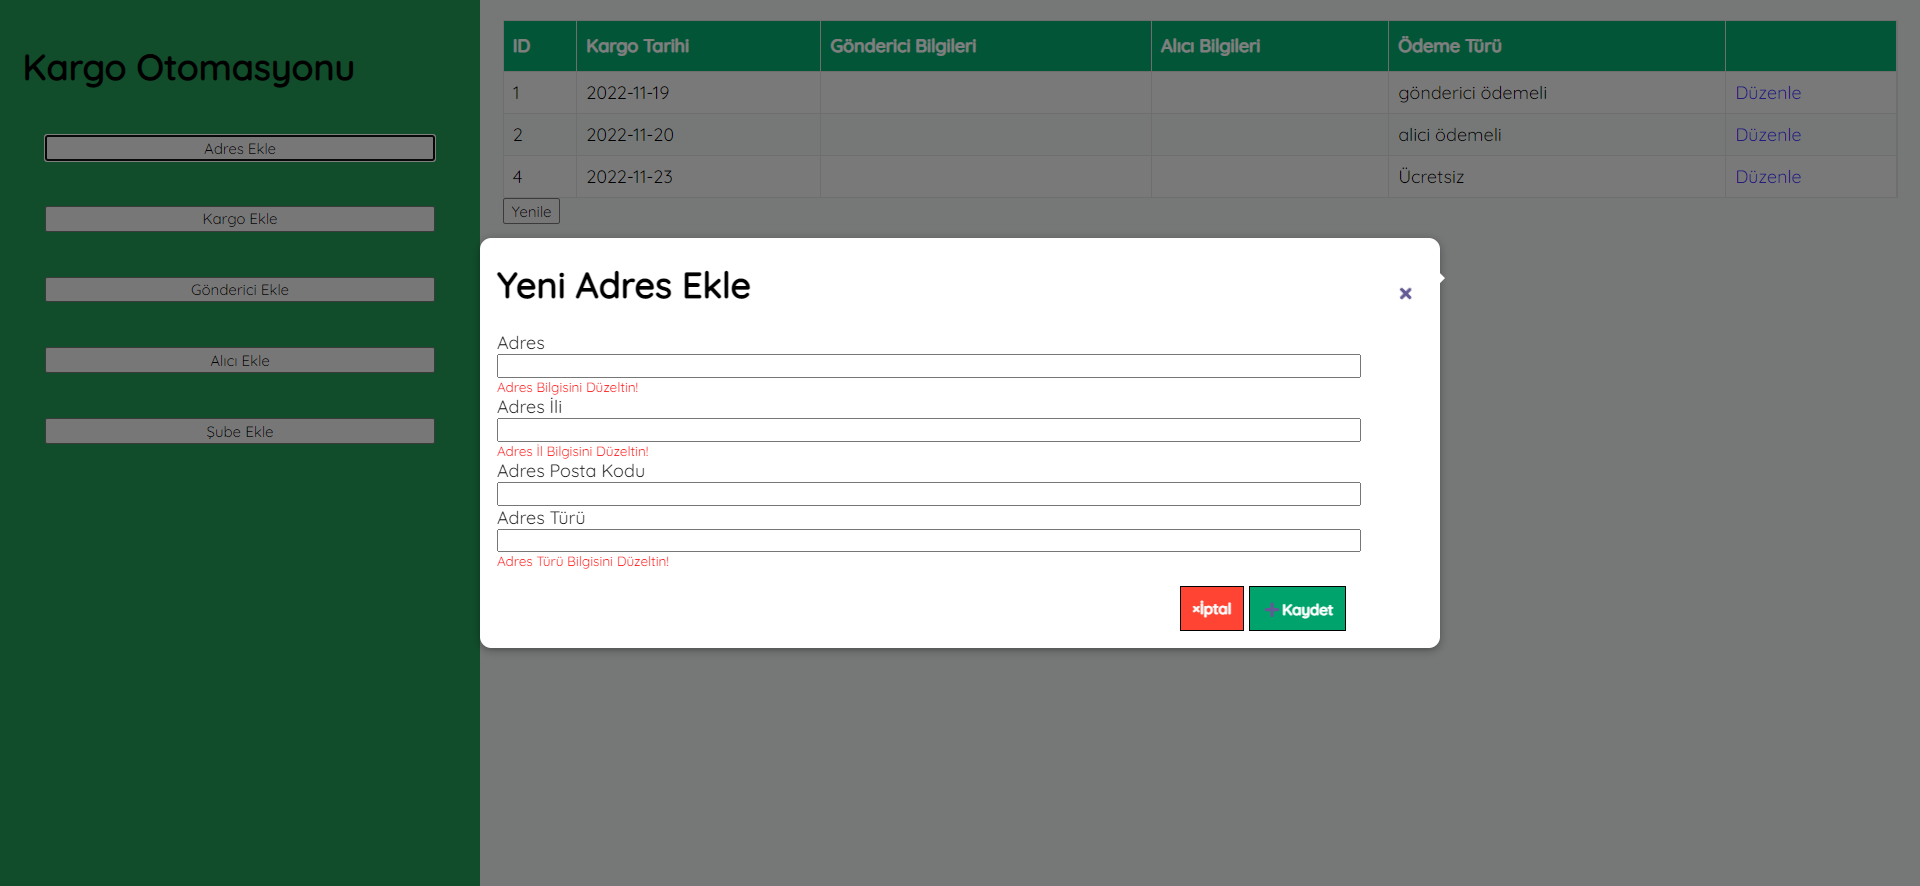 Kargo Otomasyonu
Adres Ekle
Kargo Ekle
Gönderici Ekle
Alıcı Ekle
Şube Ekle
ID Kargo Tarihi Gönderici Bilgileri Alıcı Bilgileri Ödeme Türü
1 2022-11-19 gönderici ödemeli Düzenle
2 2022-11-20 alici ödemeli Düzenle
4 2022-11-23 Ücretsiz Düzenle
Yenile
Yeni Adres Ekle
×
Adres
Adres Bilgisini Düzeltin!
Adres İli
Adres İl Bilgisini Düzeltin!
Adres Posta Kodu
Adres Türü
Adres Türü Bilgisini Düzeltin!
×İptal +Kaydet